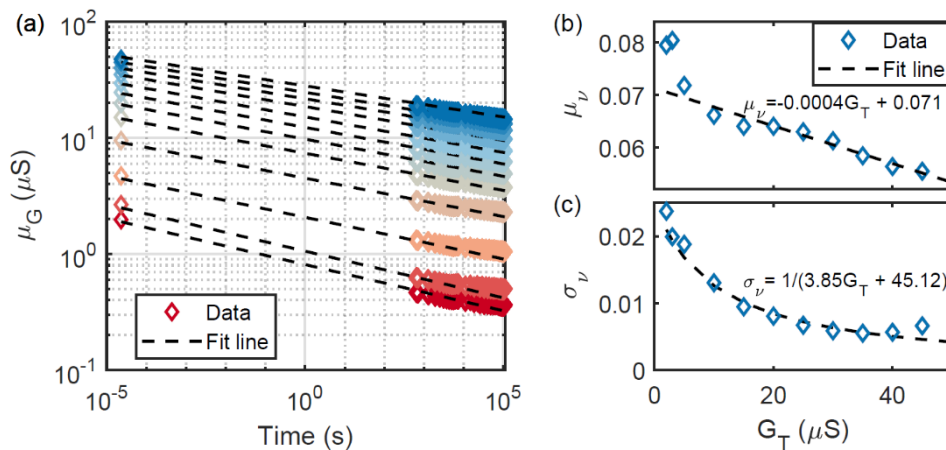 (a)
10^2
10^1
10^0
10^-1
μ_G (μS)
Data
Fit line
10^-5
10^0
10^5
Time (s)
(b)
0.08
0.07
0.06
μ_ν
Data
Fit line
μ_ν=-0.0004G_T + 0.071
(c)
0.02
0.01
0
σ_ν
σ_ν= 1/(3.85G_T + 45.12)
0
20
40
G_T (μS)